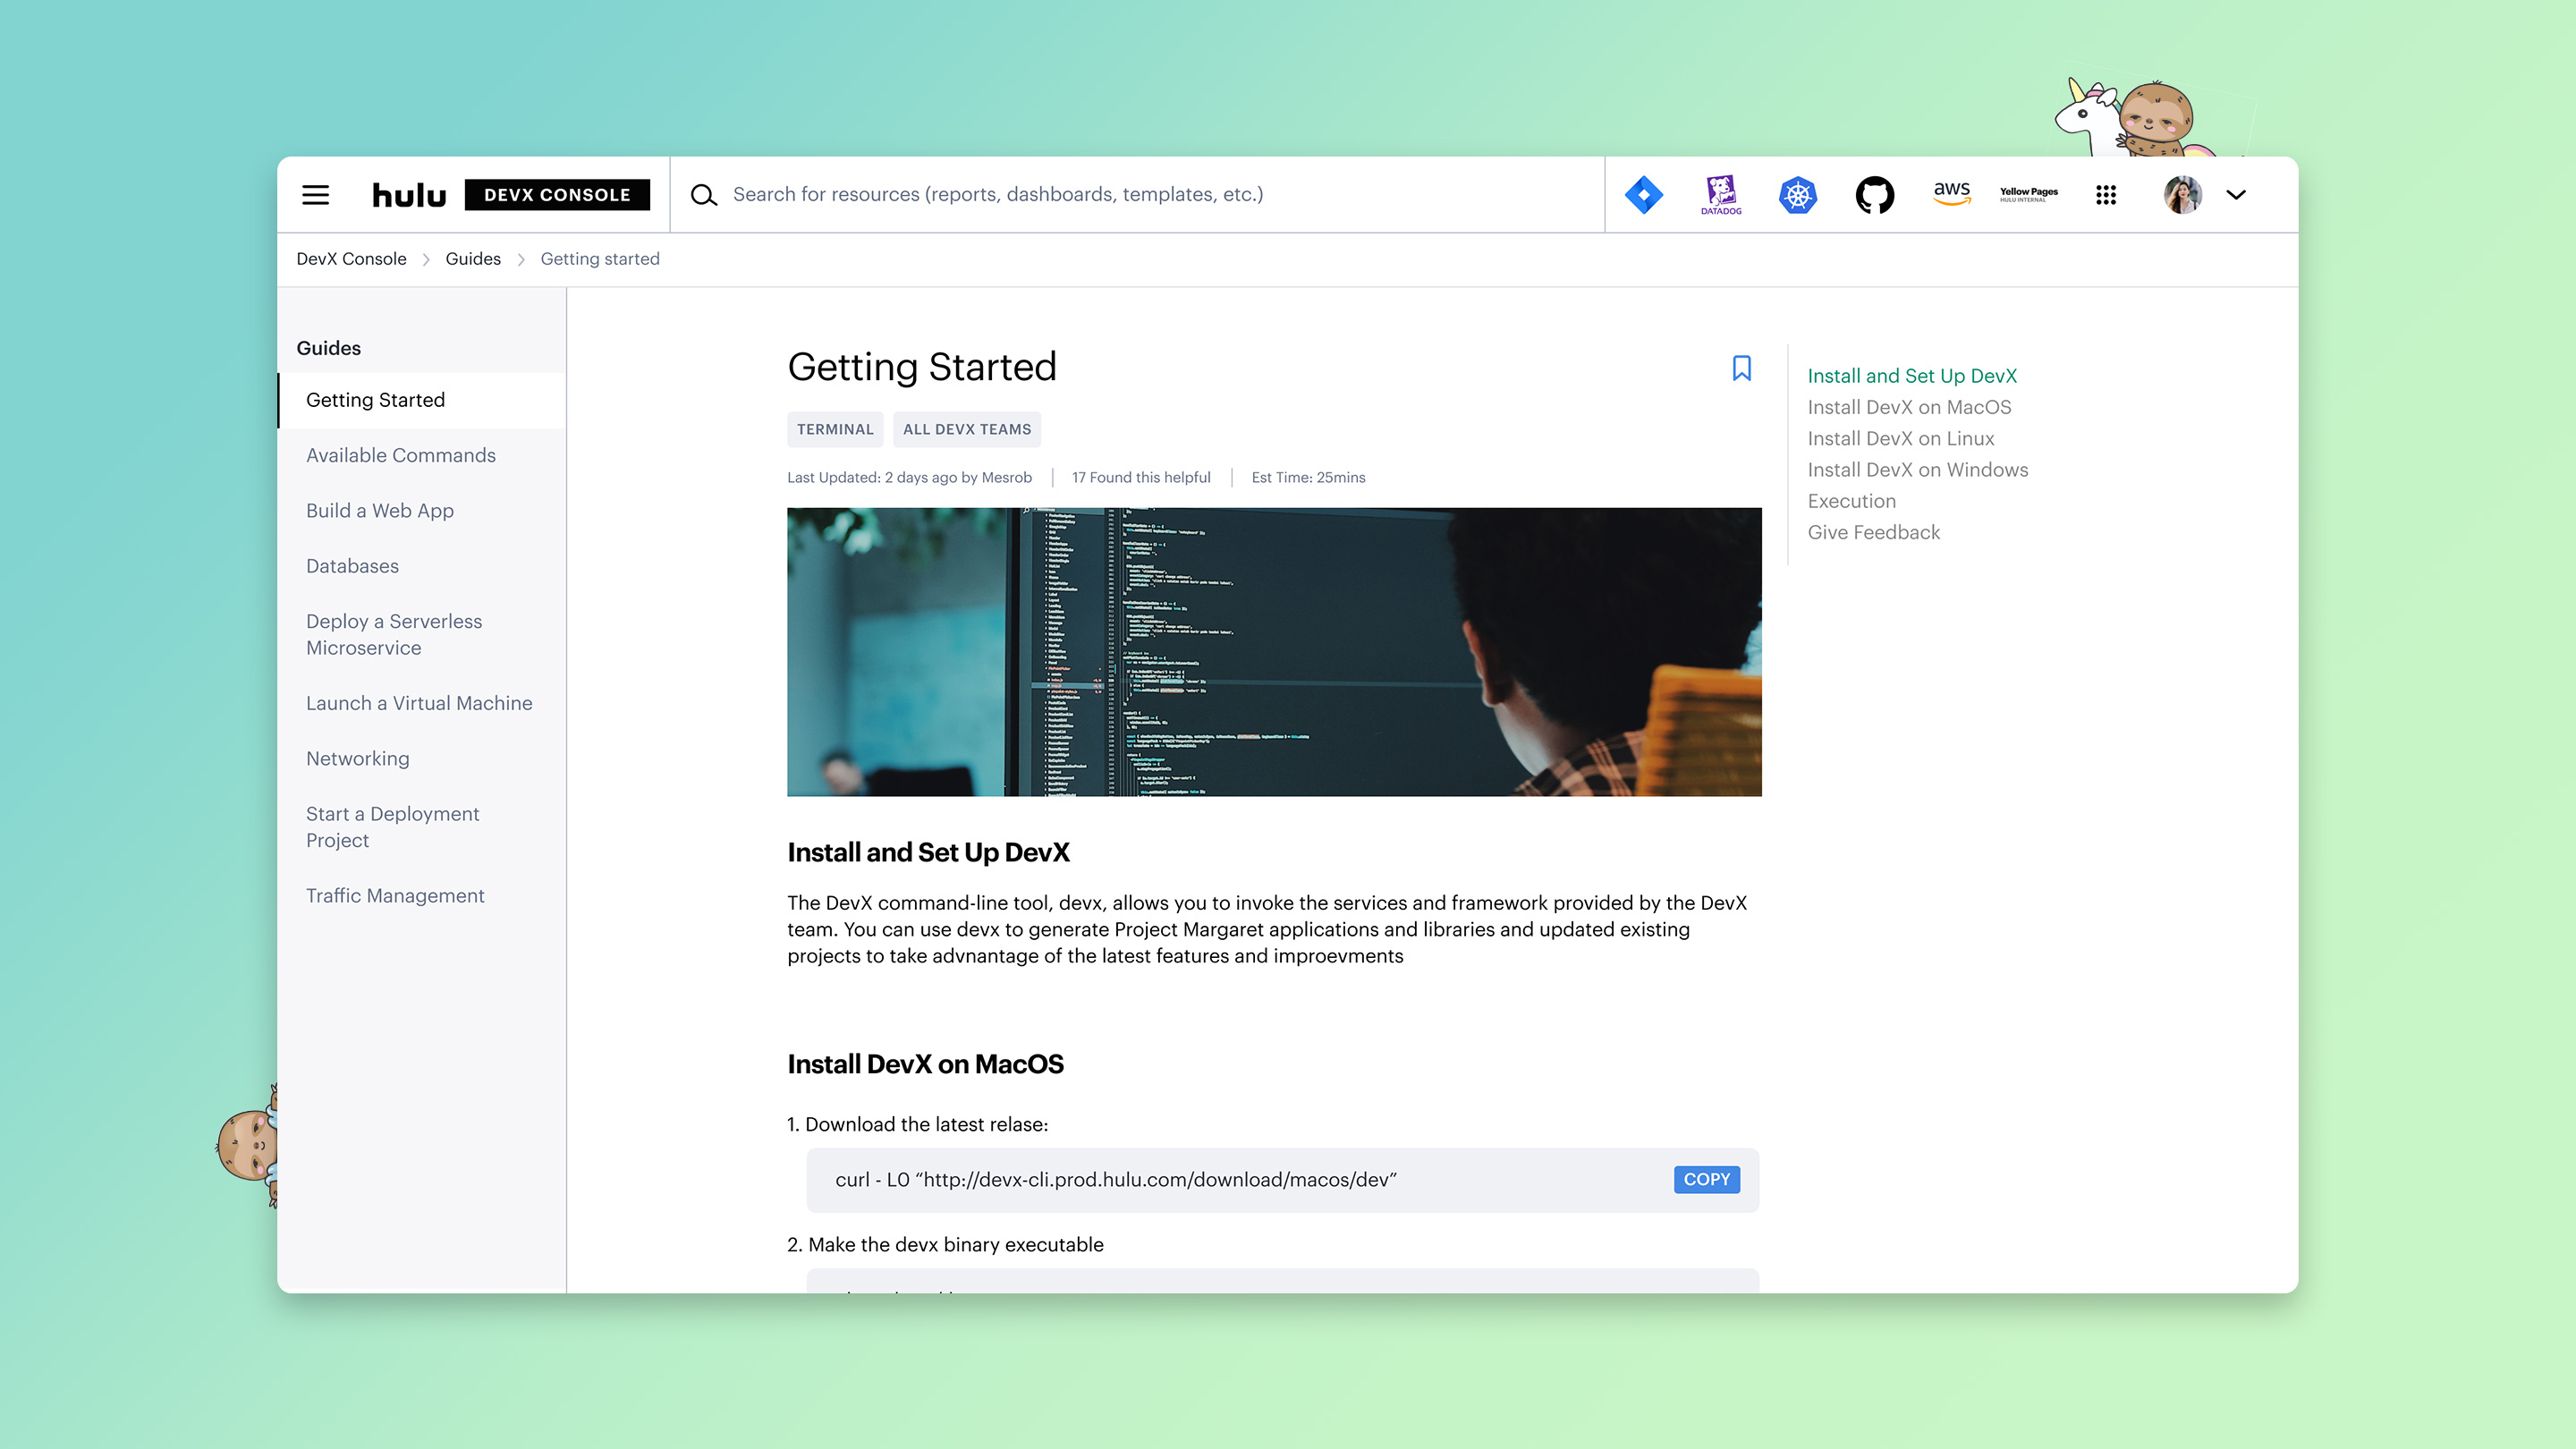 hulu DEVX CONSOLE
Search for resources (reports, dashboards, templates, etc.)
DATADOG
aws
Yellow Pages
HULU INTERNAL
DevX Console
Guides
Getting started
Guides
Getting Started
Available Commands
Build a Web App
Databases
Deploy a Serverless
Microservice
Launch a Virtual Machine
Networking
Start a Deployment
Project
Traffic Management
Getting Started
TERMINAL
ALL DEVX TEAMS
Last Updated: 2 days ago by Mesrob
17 Found this helpful
Est Time: 25mins
Install and Set Up DevX
The DevX command-line tool, devx, allows you to invoke the services and framework provided by the DevX
team. You can use devx to generate Project Margaret applications and libraries and updated existing
projects to take advnantage of the latest features and improevments
Install DevX on MacOS
1. Download the latest relase:
curl - L0 “http://devx-cli.prod.hulu.com/download/macos/dev”
COPY
2. Make the devx binary executable
Install and Set Up DevX
Install DevX on MacOS
Install DevX on Linux
Install DevX on Windows
Execution
Give Feedback